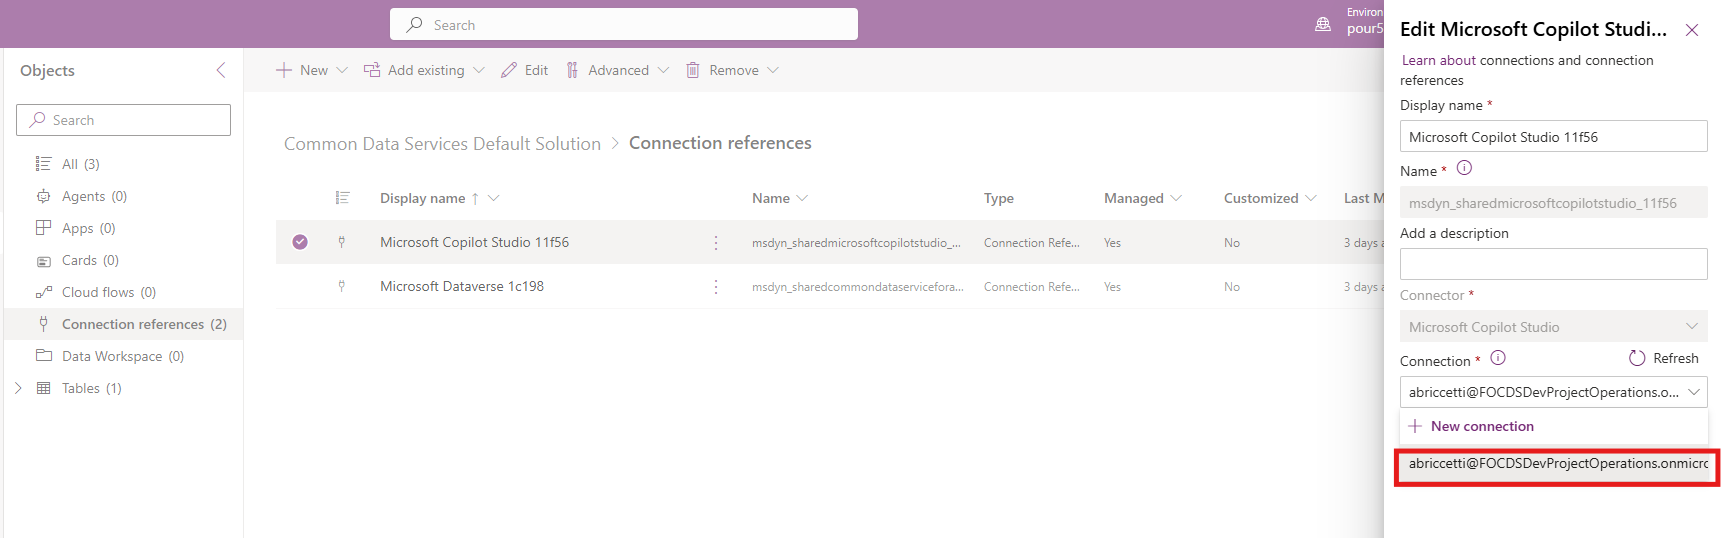 Search
Environ
pour5
Objects
New
Add existing
Edit
Advanced
Remove
Search
All (3)
Agents (0)
Apps (0)
Cards (0)
Cloud flows (0)
Connection references (2)
Data Workspace (0)
Tables (1)
Common Data Services Default Solution > Connection references
Display name ↑ Name Type Managed Customized Last M
Microsoft Copilot Studio 11f56 msdyn_sharedmicrosoftcopilotstudio_... Connection Refe... Yes No 3 days a
Microsoft Dataverse 1c198 msdyn_sharedcommondataservicefora... Connection Refe... Yes No 3 days a
Edit Microsoft Copilot Studi...
Learn about connections and connection
references
Display name *
Microsoft Copilot Studio 11f56
Name *
msdyn_sharedmicrosoftcopilotstudio_11f56
Add a description
Connector *
Microsoft Copilot Studio
Connection * Refresh
abriccetti@FOCDSDevProjectOperations.o...
New connection
abriccetti@FOCDSDevProjectOperations.onmicro